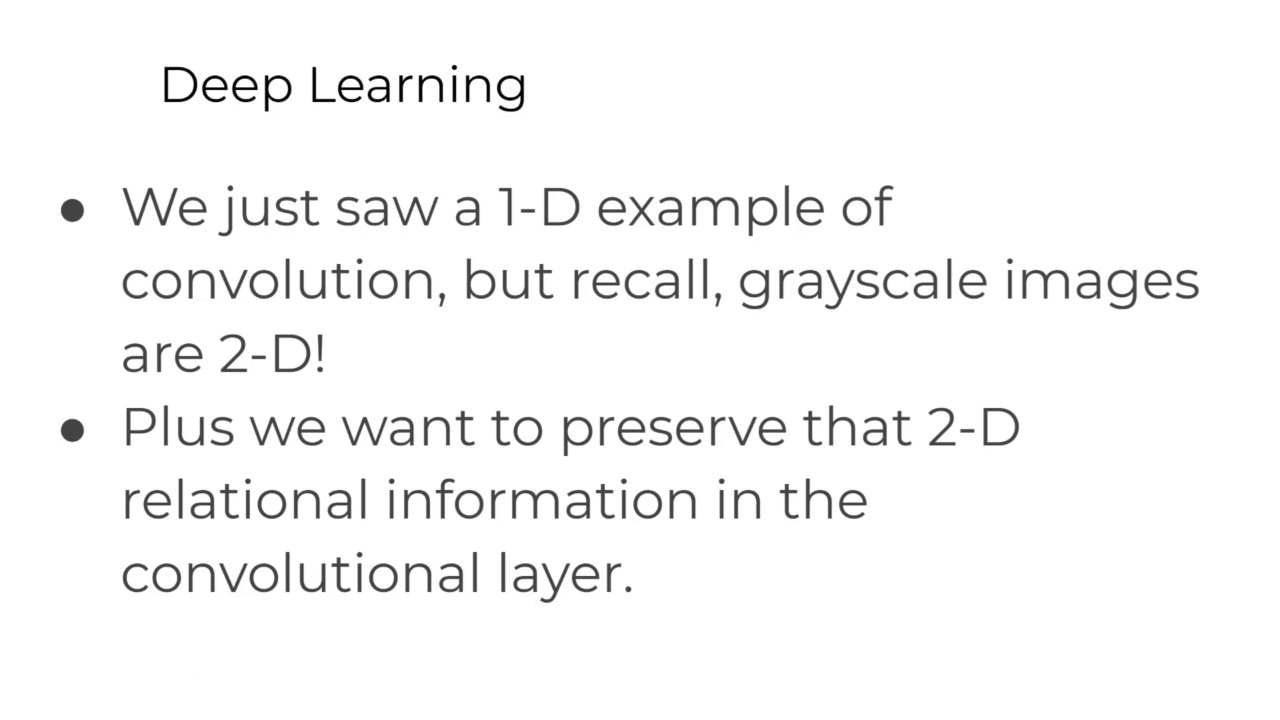 Deep Learning
● We just saw a 1-D example of
convolution, but recall, grayscale images
are 2-D!
● Plus we want to preserve that 2-D
relational information in the
convolutional layer.